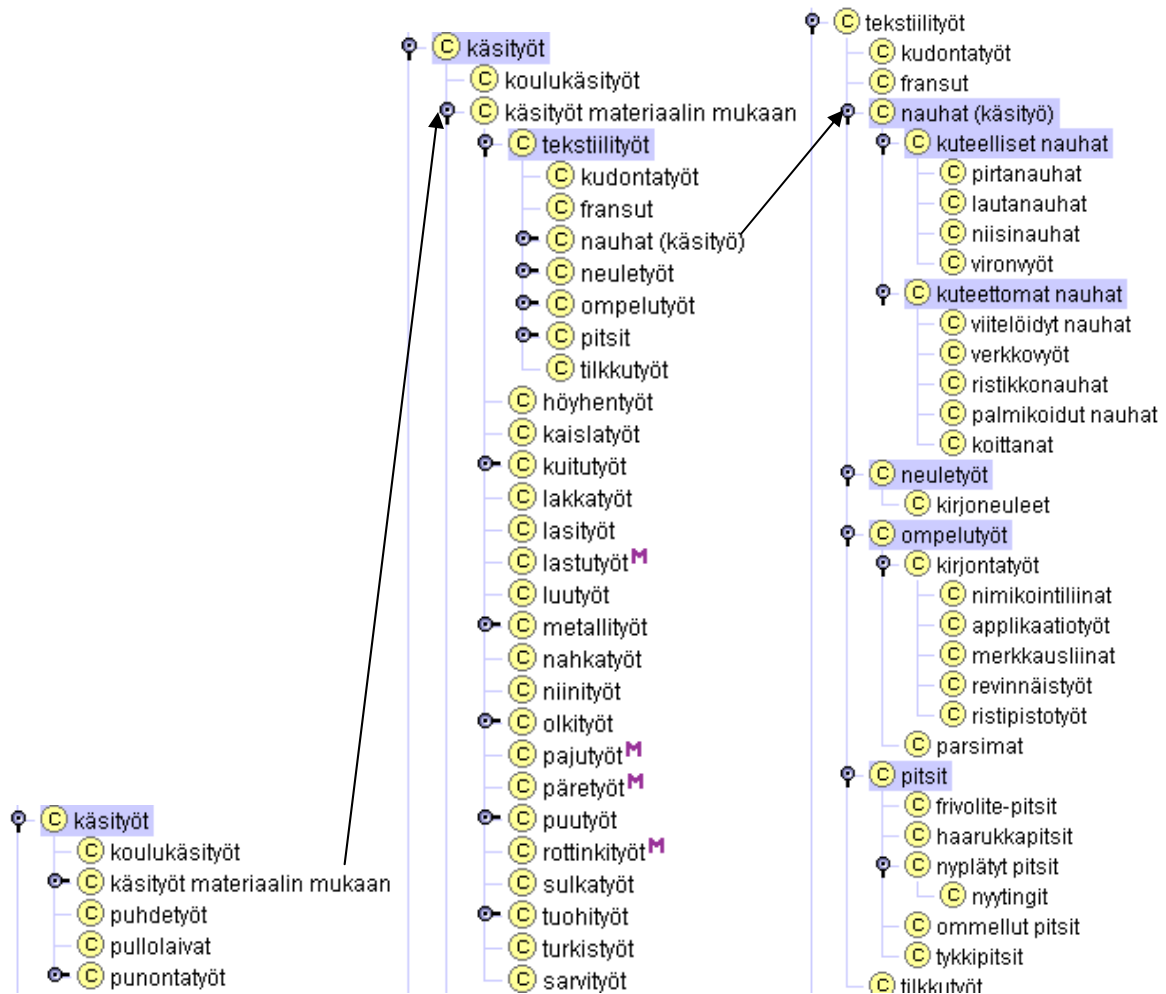 käsityöt
koulukäsityöt
käsityöt materiaalin mukaan
puhdetyöt
pullolaivat
punontatyöt
käsityöt
koulukäsityöt
käsityöt materiaalin mukaan
tekstiilityöt
kudontatyöt
fransut
nauhat (käsityö)
neuletyöt
ompelutyöt
pitsit
tilkkutyöt
höyhentyöt
kaislatyöt
kuitutyöt
lakkatyöt
lasityöt
lastutyöt M
luutyöt
metallityöt
nahkatyöt
niinityöt
olkityöt
pajutyöt M
päretyöt M
puutyöt
rottinkityöt M
sulkatyöt
tuohityöt
turkistyöt
sarvityöt
tekstiilityöt
kudontatyöt
fransut
nauhat (käsityö)
kuteelliset nauhat
pirtanauhat
lautanauhat
niisinauhat
vironvyöt
kuteettomat nauhat
viitelöidyt nauhat
verkkovyöt
ristikkonauhat
palmikoidut nauhat
koittanat
neuletyöt
kirjoneuleet
ompelutyöt
kirjontatyöt
nimikointiliinat
applikaatiotyöt
merkkausliinat
revinnäistyöt
ristipistotyöt
parsimat
pitsit
frivolite-pitsit
haarukkapitsit
nyplätyt pitsit
nyytingit
ommellut pitsit
tykkipitsit
tilkkutyöt